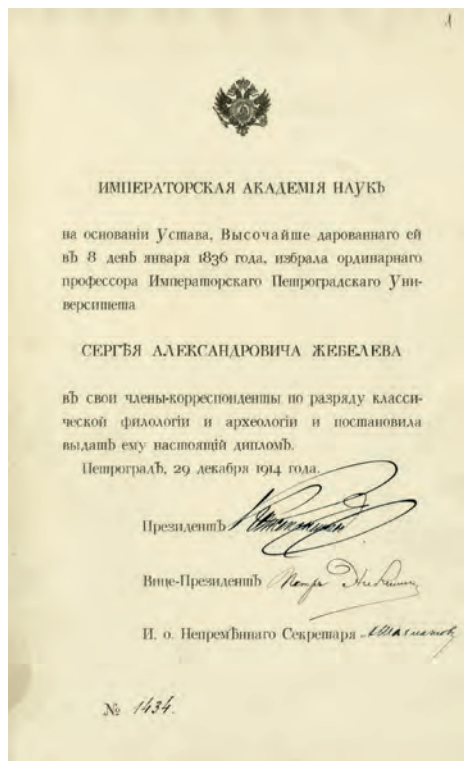 1
ИМПЕРАТОРСКАЯ АКАДЕМІЯ НАУКЪ
на основаніи Устава, Высочайше дарованнаго ей
въ 8 день января 1836 года, избрала ординарнаго
профессора Императорскаго Петроградскаго Уни-
верситета
СЕРГѢЯ АЛЕКСАНДРОВИЧА ЖЕБЕЛЕВА
въ свои члены-корреспонденты по разряду класси-
ческой филологіи и археологіи и постановила
выдать ему настоящій дипломъ.
Петроградъ, 29 декабря 1914 года.
Президентъ
Вице-Президентъ
И. о. Непремѣннаго Секретаря
№ 1434.